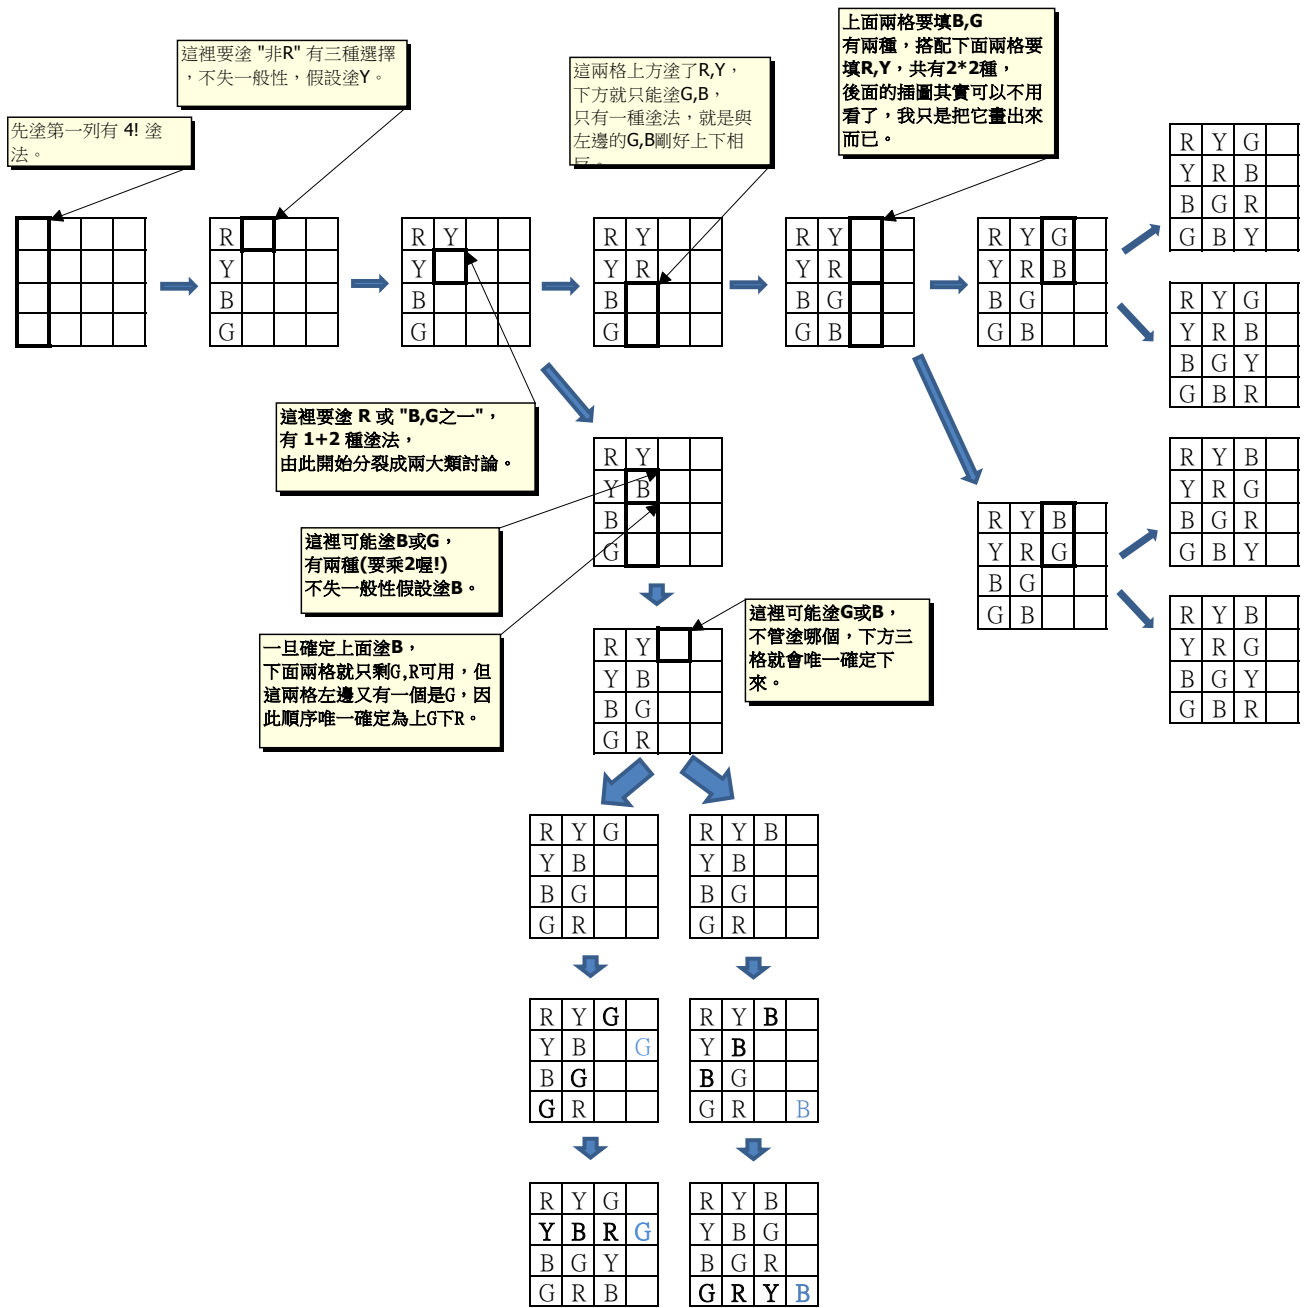 上面兩格要填B,G
有兩種，搭配下面兩格要
填R,Y，共有2*2種，
後面的插圖其實可以不用
看了，我只是把它畫出來
而已。
這裡要塗 "非R" 有三種選擇
，不失一般性，假設塗Y。
這兩格上方塗了R,Y，
下方就只能塗G,B，
只有一種塗法，就是與
左邊的G,B剛好上下相
反。
先塗第一列有 4! 塗
法。
R
Y
B
G
R Y
Y
B
G
R Y
Y R
B
G
R Y
Y R
B G
G B
R Y G
Y R B
B G
G B
R Y G
Y R B
B G R
G B Y
R Y G
Y R B
B G Y
G B R
這裡要塗 R 或 "B,G之一"，
有 1+2 種塗法，
由此開始分裂成兩大類討論。
R Y
Y B
B
G
R Y B
Y R G
B G
G B
R Y B
Y R G
B G R
G B Y
R Y B
Y R G
B G Y
G B R
這裡可能塗B或G，
有兩種(要乘2喔!)
不失一般性假設塗B。
一旦確定上面塗B，
下面兩格就只剩G,R可用，但
這兩格左邊又有一個是G，因
此順序唯一確定為上G下R。
這裡可能塗G或B，
不管塗哪個，下方三
格就會唯一確定下
來。
R Y
Y B
B G
G R
R Y G
Y B
B G
G R
R Y B
Y B
B G
G R
R Y G
Y B G
B G
G R
R Y B
Y B
B G
G R B
R Y G
Y B R G
B G Y
G R B
R Y B
Y B G
B G R
G R Y B